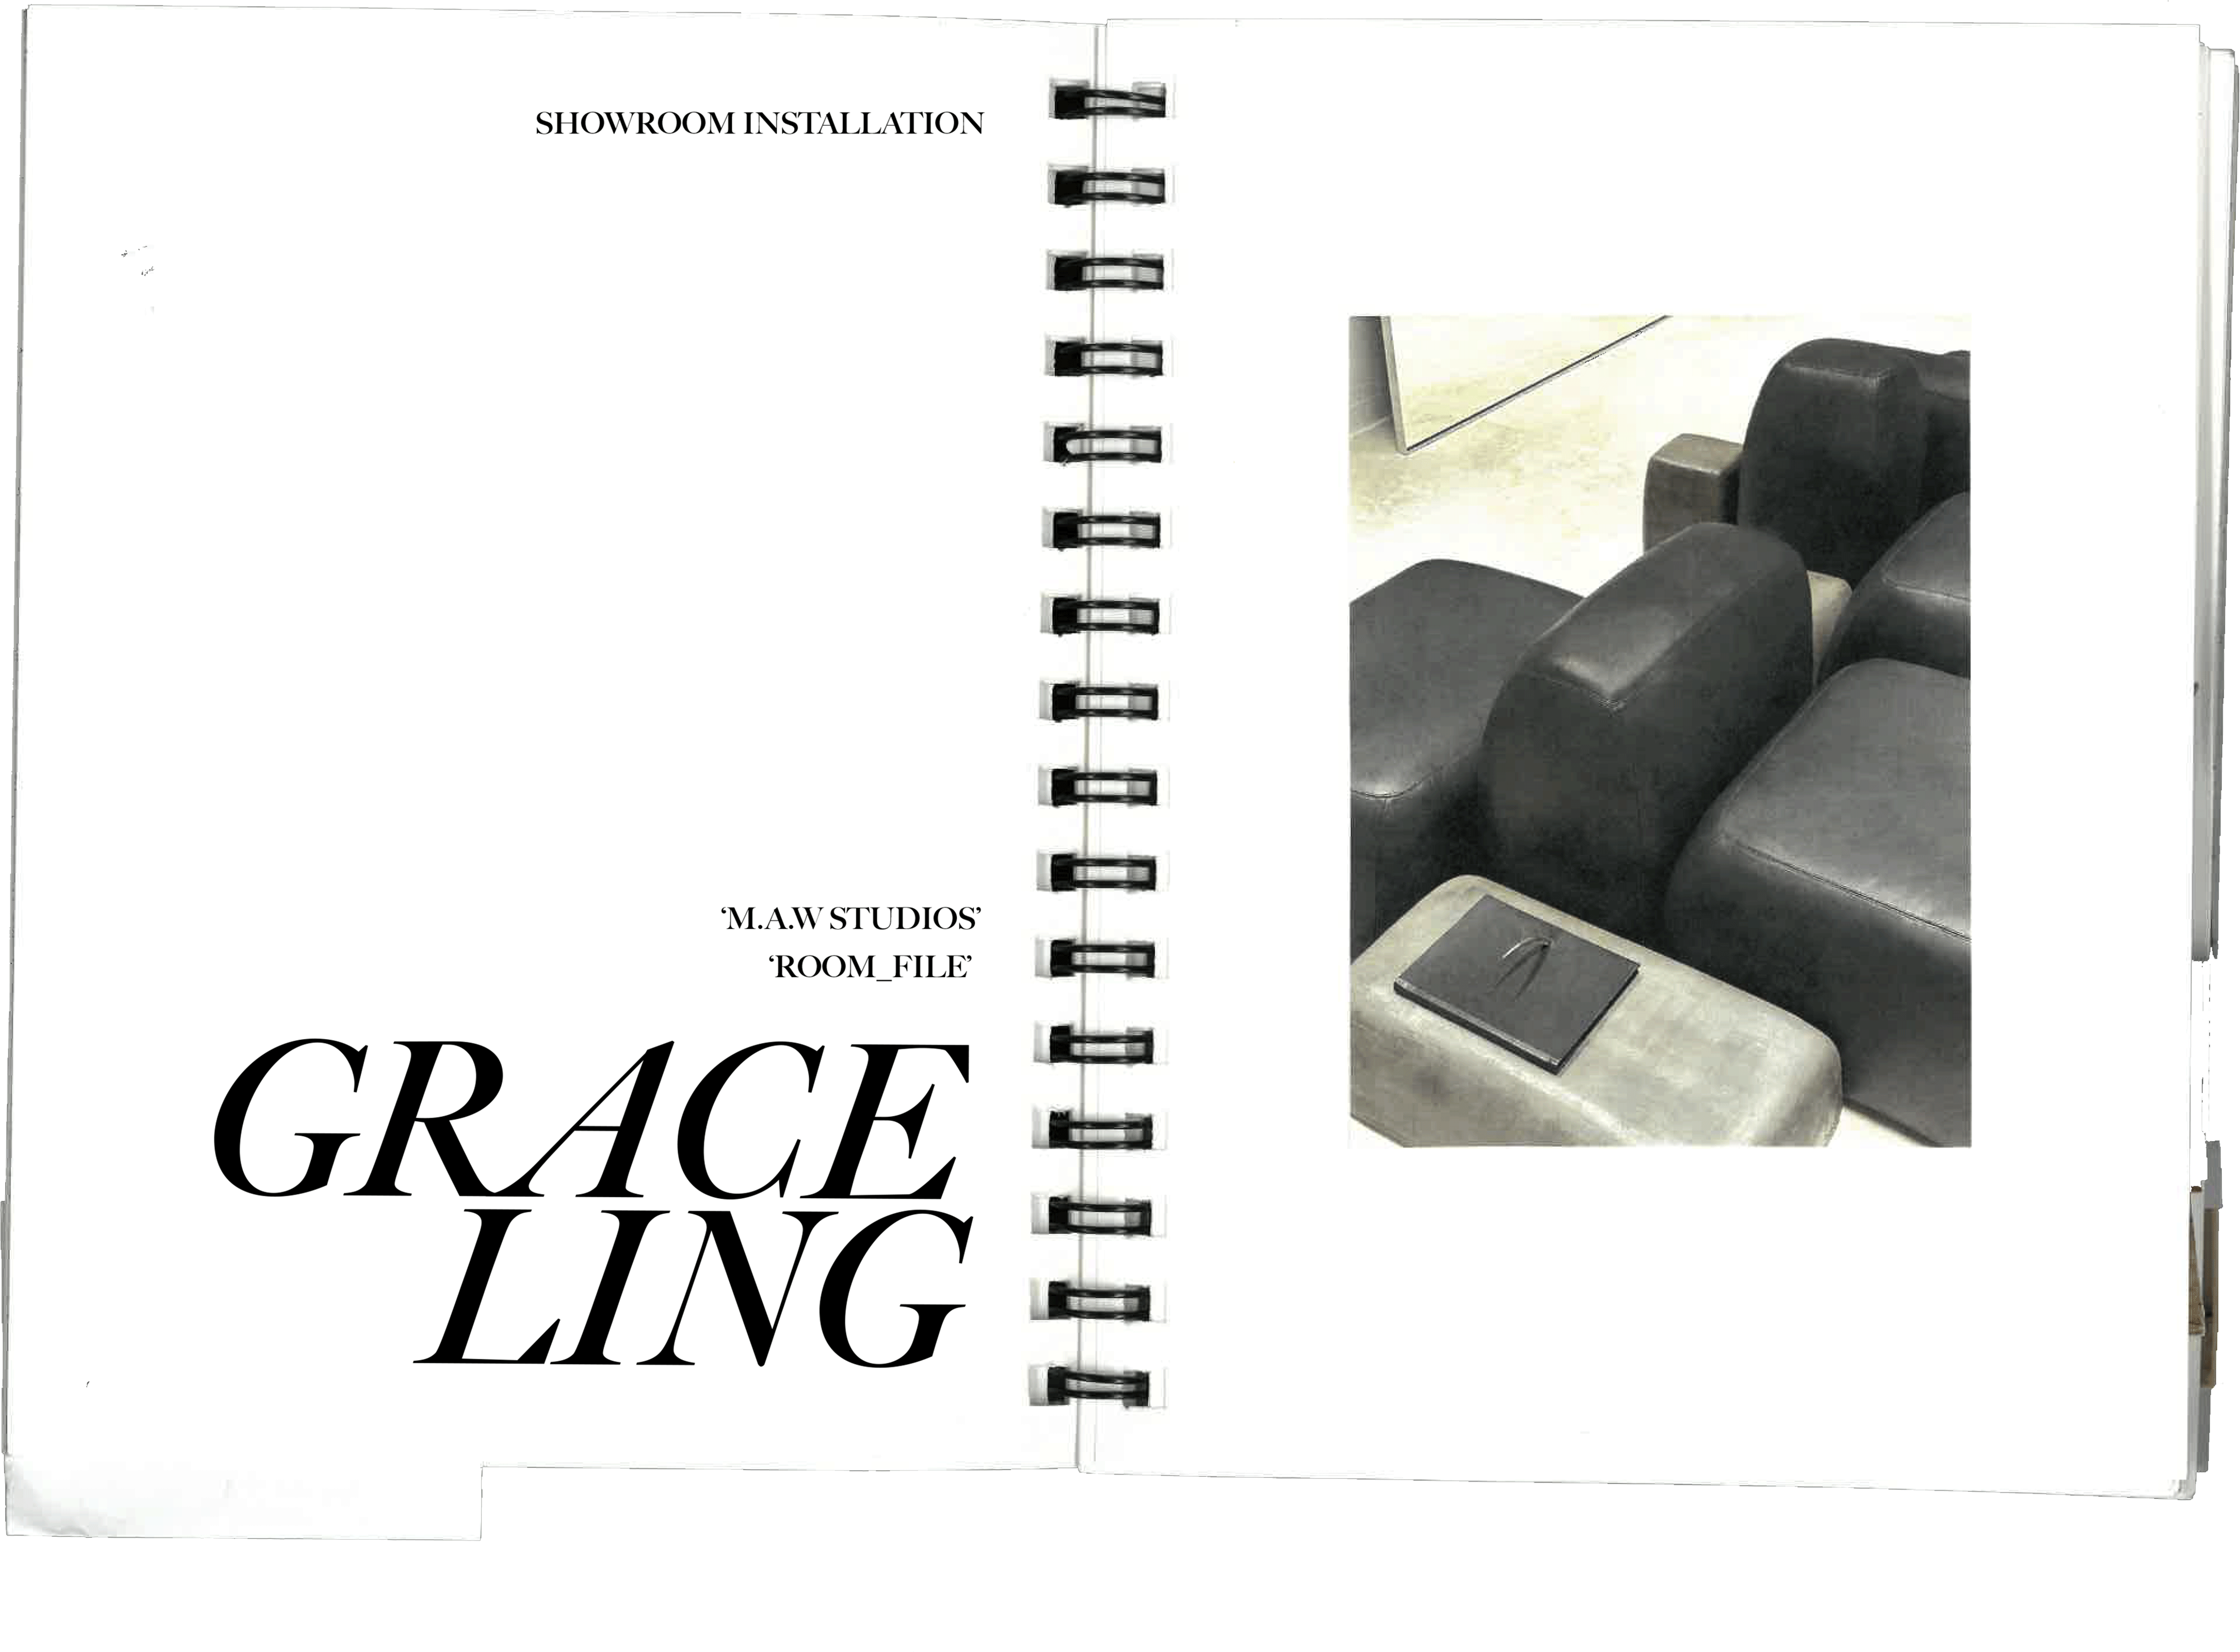 SHOWROOM INSTALLATION
‘M.A.W STUDIOS’
‘ROOM_FILE’
GRACE
LING